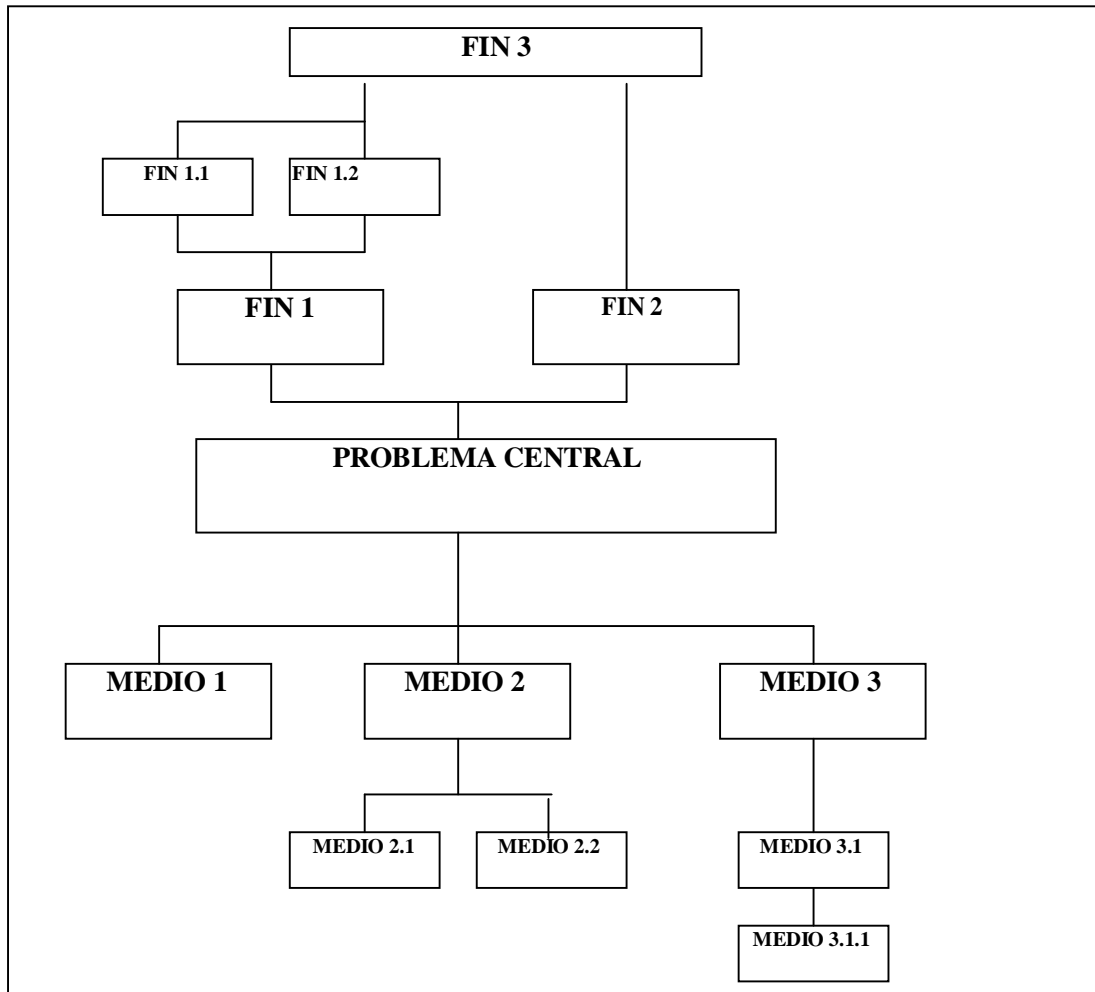 FIN 3
FIN 1.1 FIN 1.2
FIN 1 FIN 2
PROBLEMA CENTRAL
MEDIO 1 MEDIO 2 MEDIO 3
MEDIO 2.1 MEDIO 2.2 MEDIO 3.1
MEDIO 3.1.1